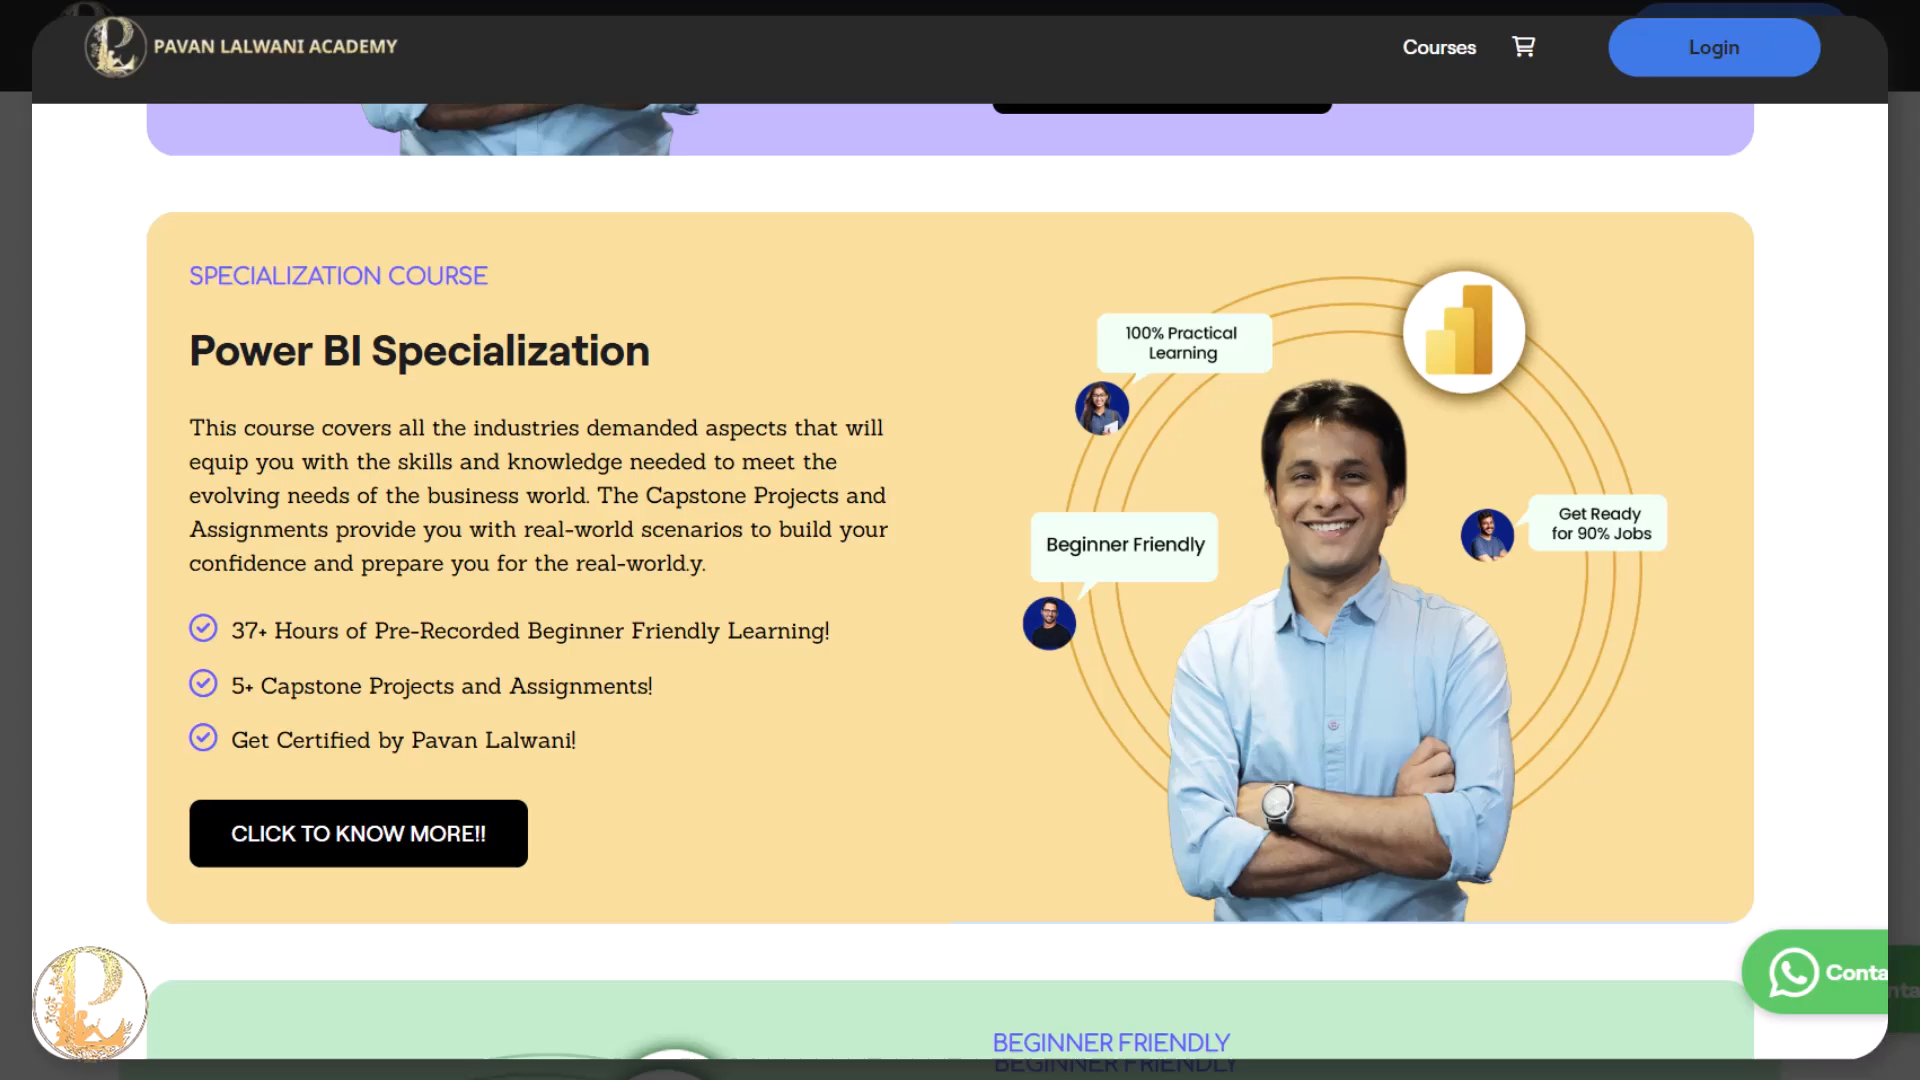 PAVAN LALWANI ACADEMY
Courses
Login
SPECIALIZATION COURSE
Power BI Specialization
This course covers all the industries demanded aspects that will
equip you with the skills and knowledge needed to meet the
evolving needs of the business world. The Capstone Projects and
Assignments provide you with real-world scenarios to build your
confidence and prepare you for the real-world.y.
37+ Hours of Pre-Recorded Beginner Friendly Learning!
5+ Capstone Projects and Assignments!
Get Certified by Pavan Lalwani!
CLICK TO KNOW MORE!!
100% Practical
Learning
Beginner Friendly
Get Ready
for 90% Jobs
Conta
BEGINNER FRIENDLY
BEGINNER FRIENDLY